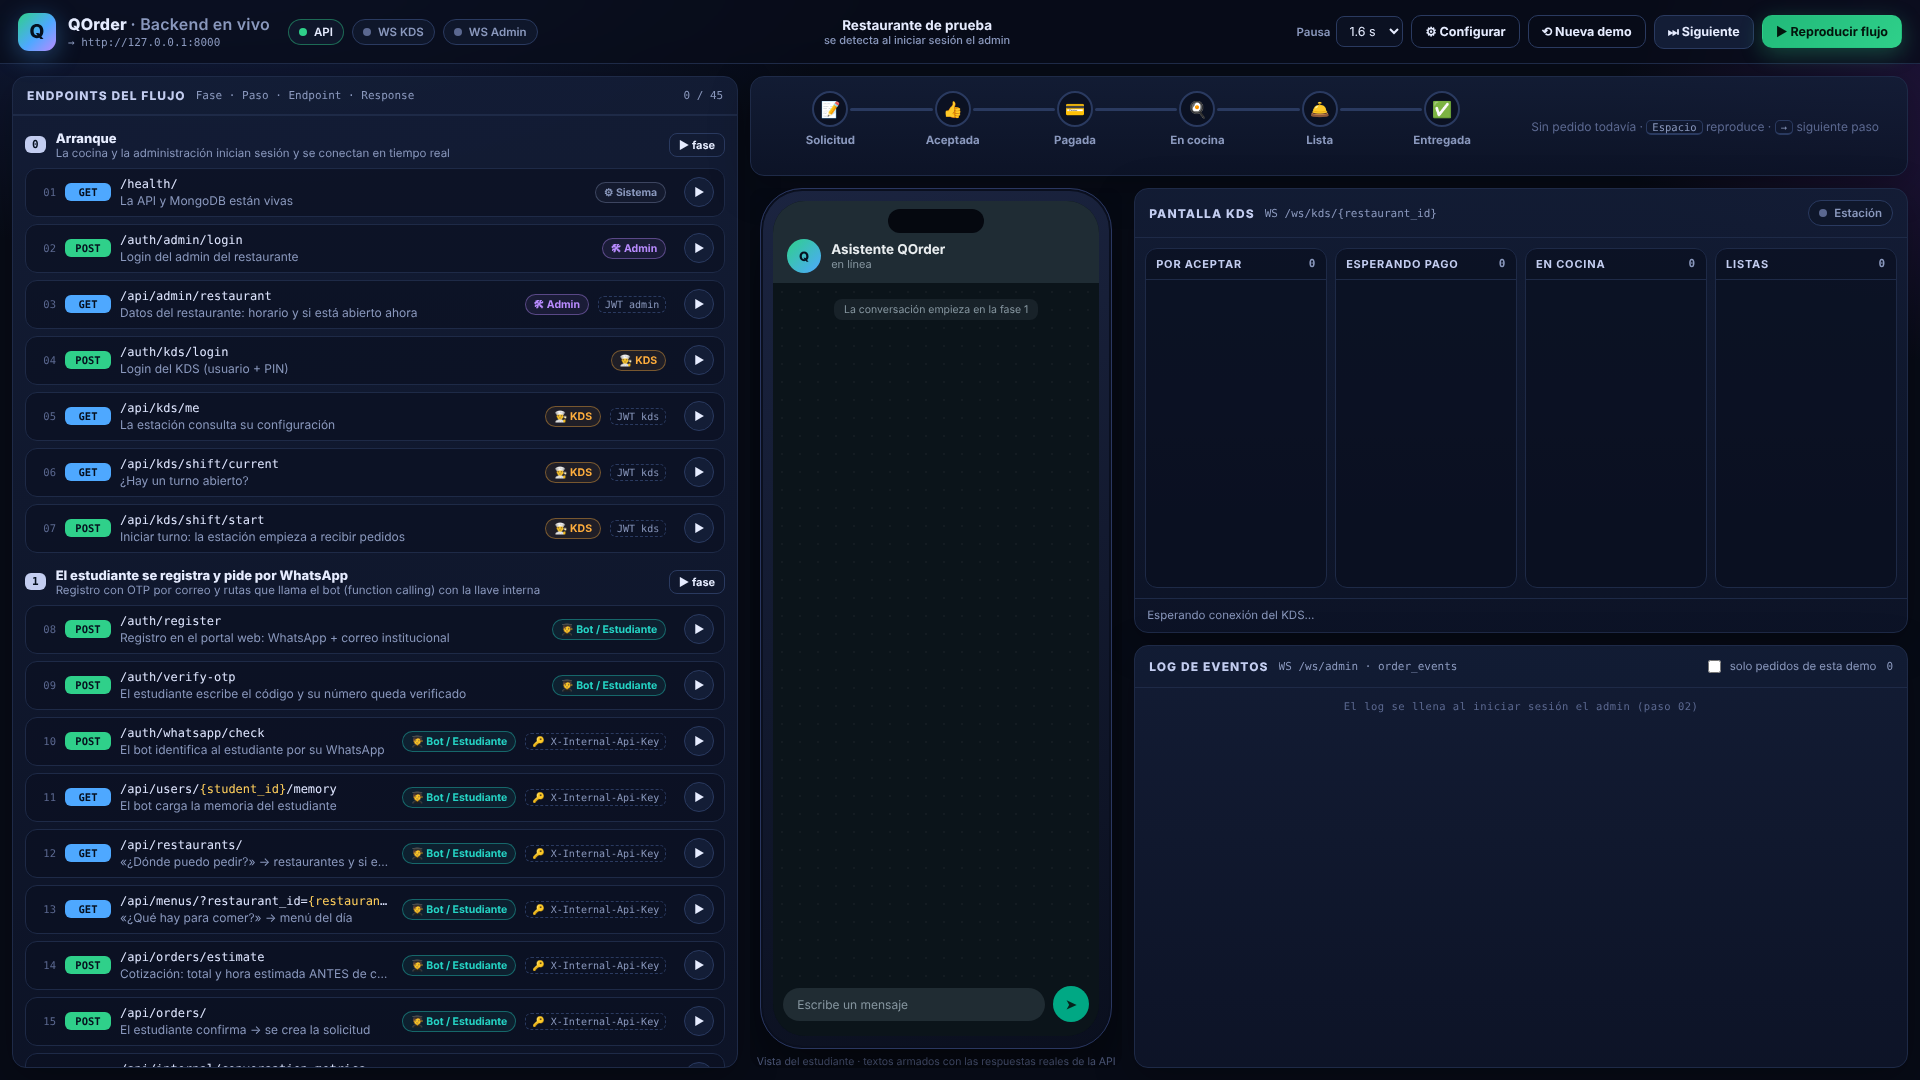 Q
QOrder · Backend en vivo
→ http://127.0.0.1:8000
API
WS KDS
WS Admin
Restaurante de prueba
se detecta al iniciar sesión el admin
Pausa
1.6 s
⚙ Configurar
⟲ Nueva demo
⏭ Siguiente
▶ Reproducir flujo
ENDPOINTS DEL FLUJO Fase · Paso · Endpoint · Response 0 / 45
0 Arranque
La cocina y la administración inician sesión y se conectan en tiempo real
▶ fase
01 GET /health/
La API y MongoDB están vivas
⚙ Sistema
02 POST /auth/admin/login
Login del admin del restaurante
🛠 Admin
03 GET /api/admin/restaurant
Datos del restaurante: horario y si está abierto ahora
🛠 Admin JWT admin
04 POST /auth/kds/login
Login del KDS (usuario + PIN)
👨‍🍳 KDS
05 GET /api/kds/me
La estación consulta su configuración
👨‍🍳 KDS JWT kds
06 GET /api/kds/shift/current
¿Hay un turno abierto?
👨‍🍳 KDS JWT kds
07 POST /api/kds/shift/start
Iniciar turno: la estación empieza a recibir pedidos
👨‍🍳 KDS JWT kds
1 El estudiante se registra y pide por WhatsApp
Registro con OTP por correo y rutas que llama el bot (function calling) con la llave interna
▶ fase
08 POST /auth/register
Registro en el portal web: WhatsApp + correo institucional
Bot / Estudiante
09 POST /auth/verify-otp
El estudiante escribe el código y su número queda verificado
Bot / Estudiante
10 POST /auth/whatsapp/check
El bot identifica al estudiante por su WhatsApp
Bot / Estudiante 🔑 X-Internal-Api-Key
11 GET /api/users/{student_id}/memory
El bot carga la memoria del estudiante
Bot / Estudiante 🔑 X-Internal-Api-Key
12 GET /api/restaurants/
«¿Dónde puedo pedir?» → restaurantes y si e...
Bot / Estudiante 🔑 X-Internal-Api-Key
13 GET /api/menus/?restaurant_id={restauran…
«¿Qué hay para comer?» → menú del día
Bot / Estudiante 🔑 X-Internal-Api-Key
14 POST /api/orders/estimate
Cotización: total y hora estimada ANTES de c...
Bot / Estudiante 🔑 X-Internal-Api-Key
15 POST /api/orders/
El estudiante confirma → se crea la solicitud
Bot / Estudiante 🔑 X-Internal-Api-Key
Solicitud
Aceptada
Pagada
En cocina
Lista
Entregada
Sin pedido todavía · Espacio reproduce · → siguiente paso
Q
Asistente QOrder
en línea
La conversación empieza en la fase 1
Escribe un mensaje
Vista del estudiante · textos armados con las respuestas reales de la API
PANTALLA KDS WS /ws/kds/{restaurant_id}
Estación
POR ACEPTAR 0
ESPERANDO PAGO 0
EN COCINA 0
LISTAS 0
Esperando conexión del KDS...
LOG DE EVENTOS WS /ws/admin · order_events
solo pedidos de esta demo 0
El log se llena al iniciar sesión el admin (paso 02)